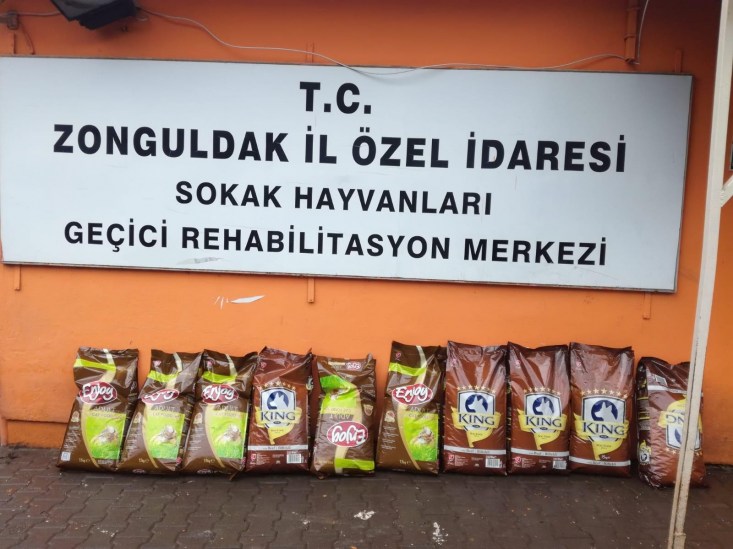 T.C.
ZONGULDAK İL ÖZEL İDARESİ
SOKAK HAYVANLARI
GEÇİCİ REHABİLİTASYON MERKEZİ
Enjoy
Enjoy
KING
Enjoy
Enjoy
KING
KING
KING
KING